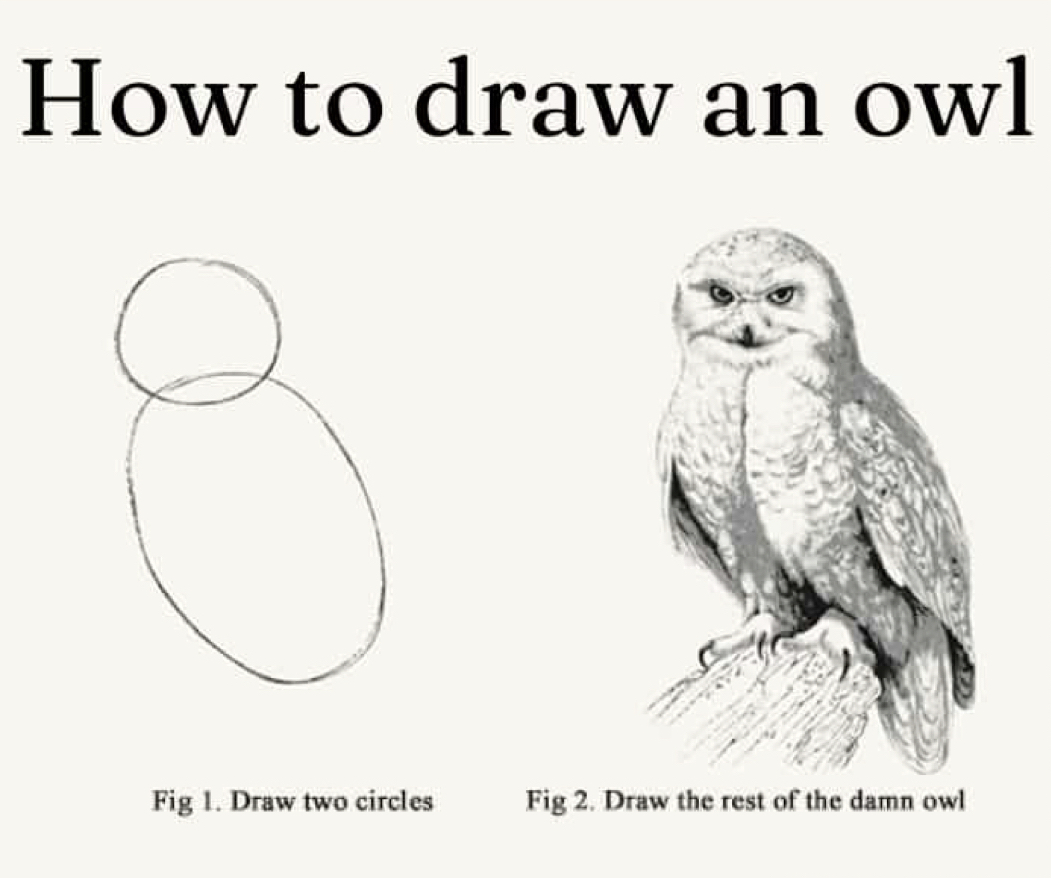 How to draw an owl
Fig 1. Draw two circles
Fig 2. Draw the rest of the damn owl